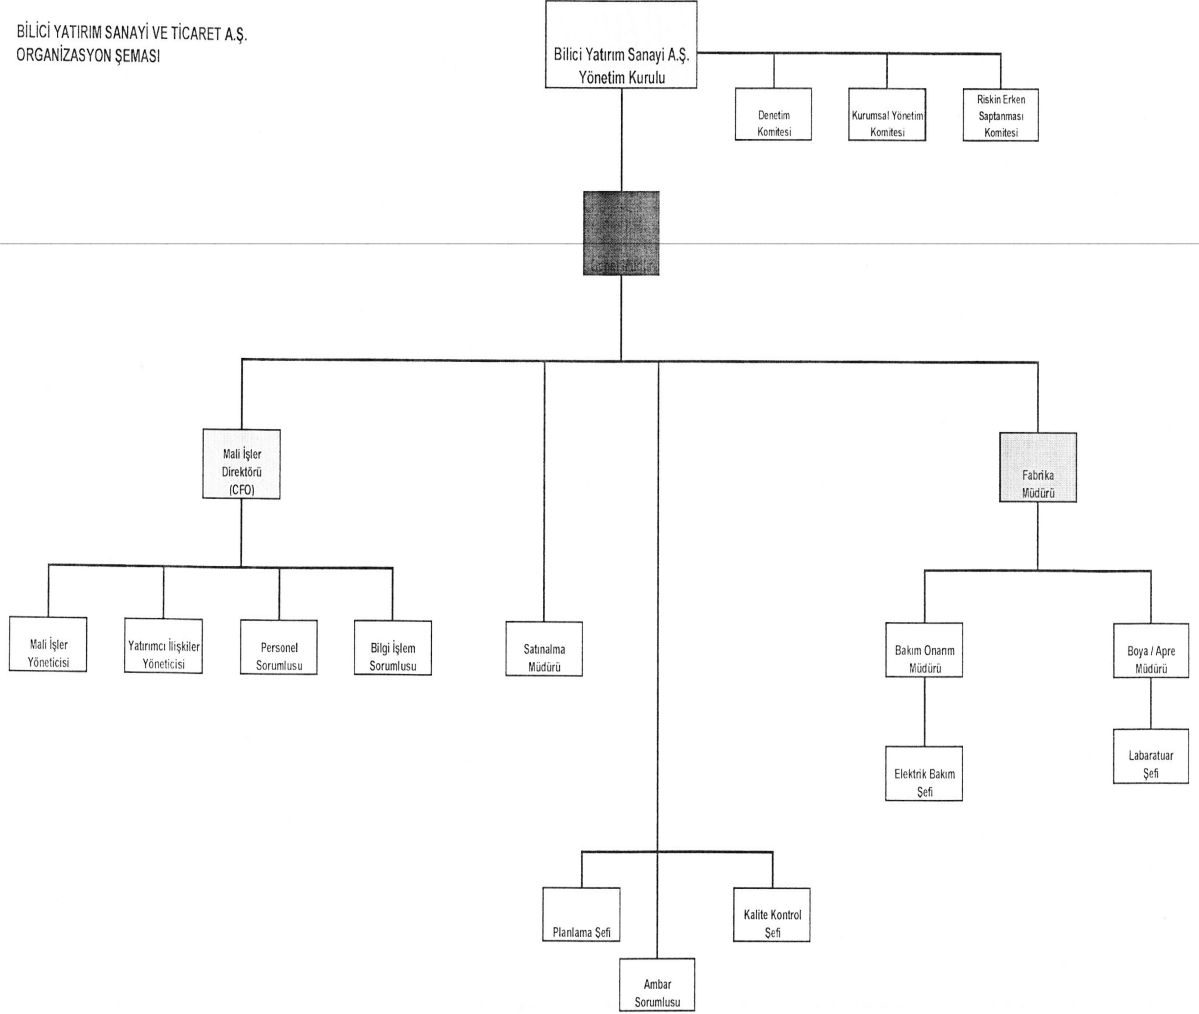 BİLİCİ YATIRIM SANAYİ VE TİCARET A.Ş.
ORGANİZASYON ŞEMASI
Bilici Yatırım Sanayi A.Ş.
Yönetim Kurulu
Denetim
Komitesi
Kurumsal Yönetim
Komitesi
Riskin Erken
Saptanması
Komitesi
Mali İşler
Direktörü
(CFO)
Fabrika
Müdürü
Mali İşler
Yöneticisi
Yatırımcı İlişkiler
Yöneticisi
Personel
Sorumlusu
Bilgi İşlem
Sorumlusu
Satınalma
Müdürü
Bakım Onarım
Müdürü
Boya / Apre
Müdürü
Elektrik Bakım
Şefi
Labaratuar
Şefi
Planlama Şefi
Kalite Kontrol
Şefi
Ambar
Sorumlusu